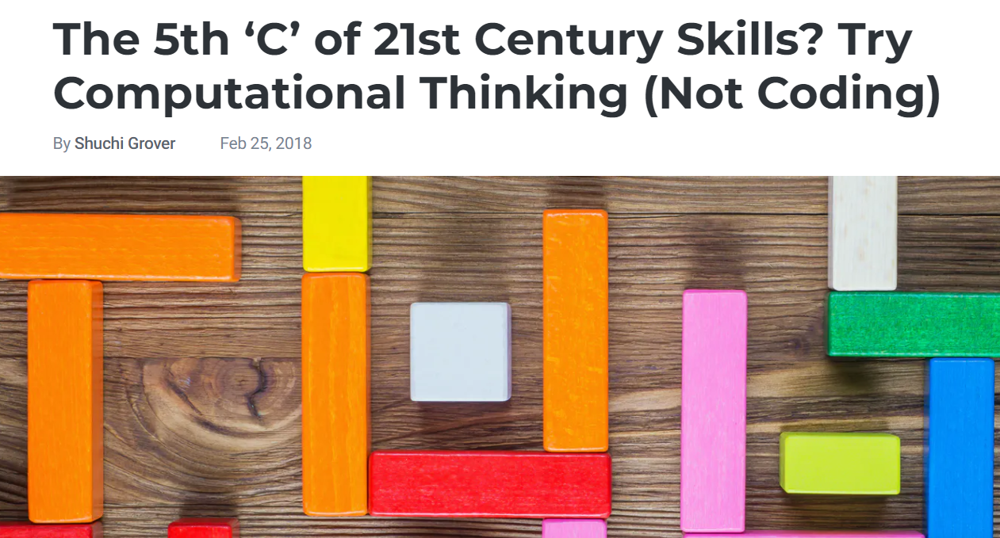 The 5th ‘C’ of 21st Century Skills? Try
Computational Thinking (Not Coding)
By Shuchi Grover Feb 25, 2018